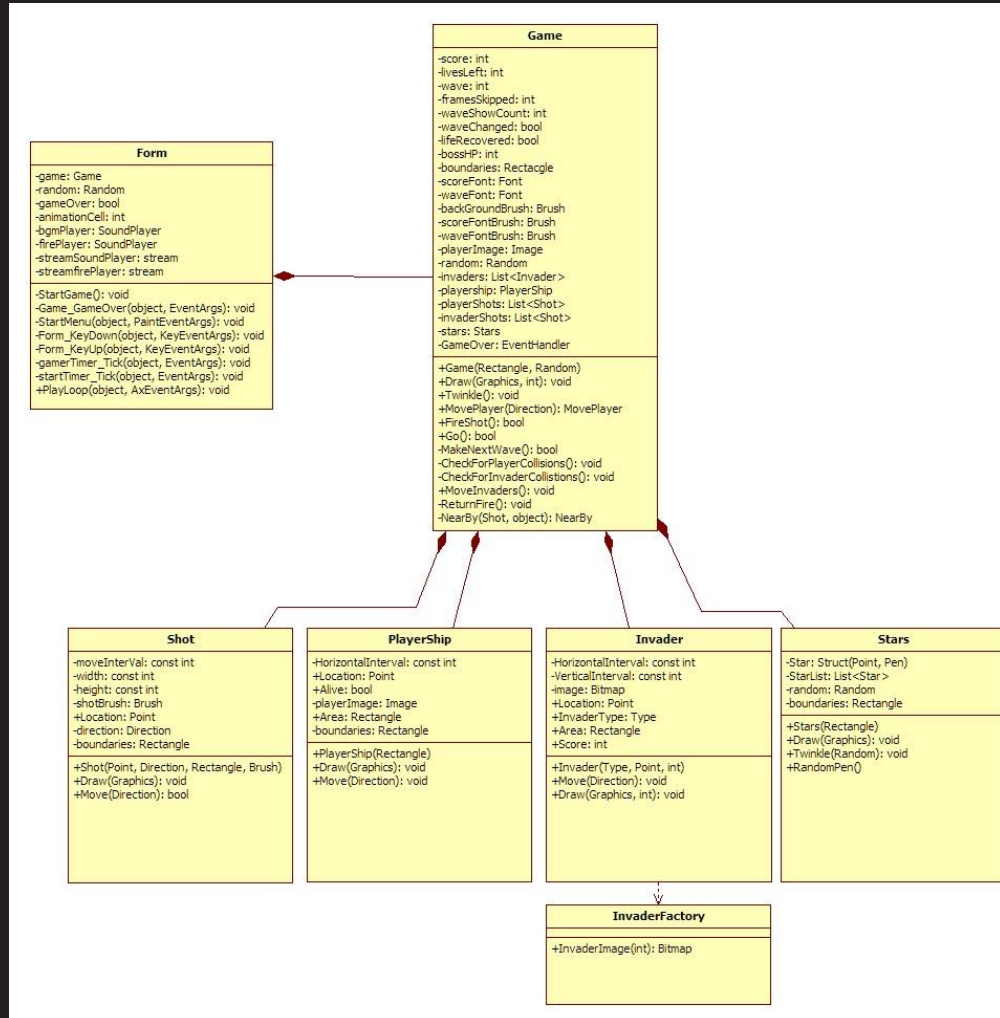 Game
-score: int
-livesLeft: int
-wave: int
-framesSkipped: int
-waveShowCount: int
-waveChanged: bool
-lifeRecovered: bool
-bossHP: int
-boundaries: Rectacgle
-scoreFont: Font
-waveFont: Font
-backGroundBrush: Brush
-scoreFontBrush: Brush
-waveFontBrush: Brush
-playerImage: Image
-random: Random
-invaders: List<Invader>
-playership: PlayerShip
-playerShots: List<Shot>
-invaderShots: List<Shot>
-stars: Stars
-GameOver: EventHandler
+Game(Rectangle, Random)
+Draw(Graphics, int): void
+Twinkle(): void
+MovePlayer(Direction): MovePlayer
+FireShot(): bool
+Go(): bool
-MakeNextWave(): bool
-CheckForPlayerCollisions(): void
-CheckForInvaderCollistions(): void
+MoveInvaders(): void
-ReturnFire(): void
-NearBy(Shot, object): NearBy
Form
-game: Game
-random: Random
-gameOver: bool
-animationCell: int
-bgmPlayer: SoundPlayer
-firePlayer: SoundPlayer
-streamSoundPlayer: stream
-streamfirePlayer: stream
-StartGame(): void
-Game_GameOver(object, EventArgs): void
-StartMenu(object, PaintEventArgs): void
-Form_KeyDown(object, KeyEventArgs): void
-Form_KeyUp(object, KeyEventArgs): void
-gamerTimer_Tick(object, EventArgs): void
-startTimer_Tick(object, EventArgs): void
+PlayLoop(object, AxEventArgs): void
Shot
-moveInterVal: const int
-width: const int
-height: const int
-shotBrush: Brush
+Location: Point
-direction: Direction
-boundaries: Rectangle
+Shot(Point, Direction, Rectangle, Brush)
+Draw(Graphics): void
+Move(Direction): bool
PlayerShip
-HorizontalInterval: const int
+Location: Point
+Alive: bool
-playerImage: Image
+Area: Rectangle
-boundaries: Rectangle
+PlayerShip(Rectangle)
+Draw(Graphics): void
+Move(Direction): void
Invader
-HorizontalInterval: const int
-VerticalInterval: const int
-image: Bitmap
+Location: Point
+InvaderType: Type
+Area: Rectangle
+Score: int
+Invader(Type, Point, int)
+Move(Direction): void
+Draw(Graphics, int): void
Stars
-Star: Struct(Point, Pen)
-StarList: List<Star>
-random: Random
-boundaries: Rectangle
+Stars(Rectangle)
+Draw(Graphics): void
+Twinkle(Random): void
+RandomPen()
InvaderFactory
+InvaderImage(int): Bitmap